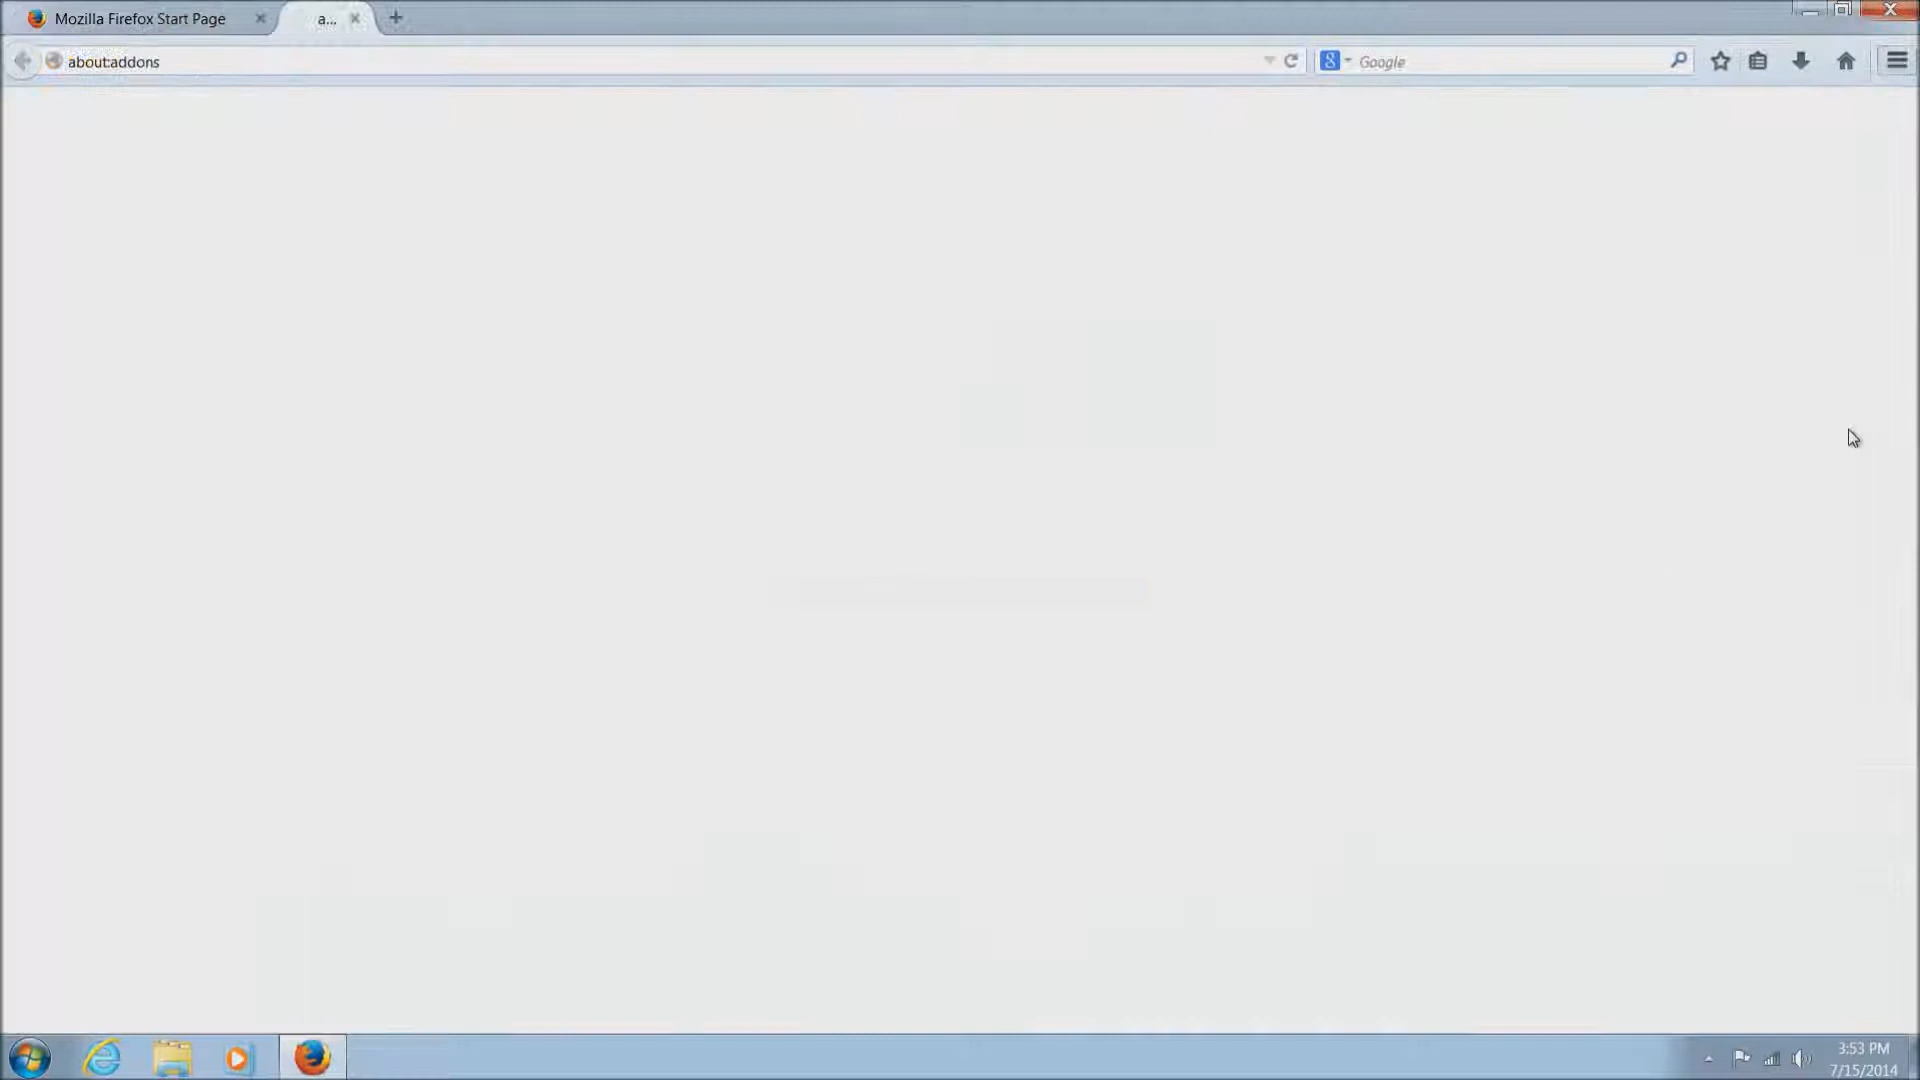 Mozilla Firefox Start Page
a...
about:addons
Google
3:53 PM
7/15/2014